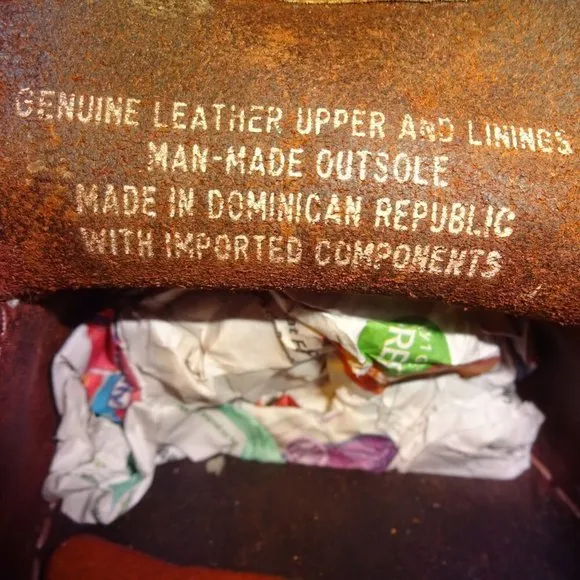 GENUINE LEATHER UPPER AND LININGS
MAN-MADE OUTSOLE
MADE IN DOMINICAN REPUBLIC
WITH IMPORTED COMPONENTS